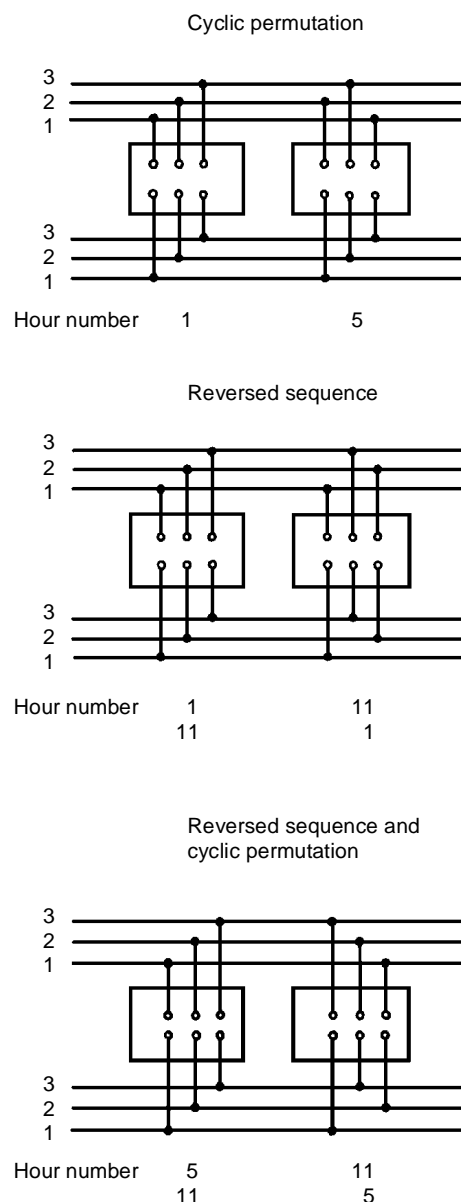 Cyclic permutation
3
2
1
3
2
1
Hour number 1 5
Reversed sequence
3
2
1
3
2
1
Hour number 1 11
11 1
Reversed sequence and
cyclic permutation
3
2
1
3
2
1
Hour number 5 11
11 5